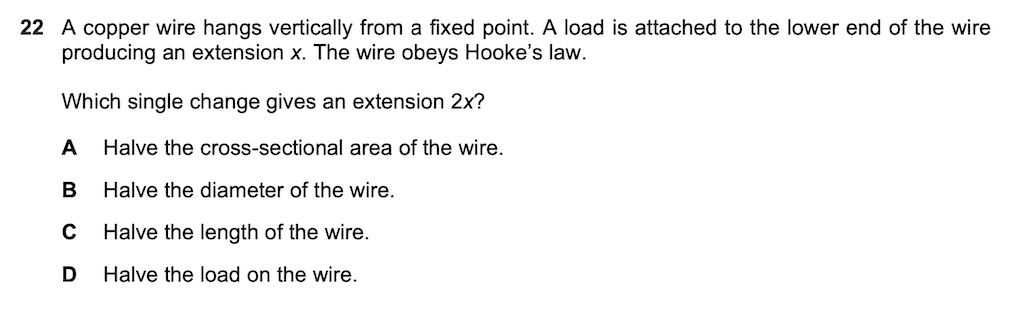 22 A copper wire hangs vertically from a fixed point. A load is attached to the lower end of the wire
producing an extension x. The wire obeys Hooke’s law.
Which single change gives an extension 2x?
A Halve the cross-sectional area of the wire.
B Halve the diameter of the wire.
C Halve the length of the wire.
D Halve the load on the wire.